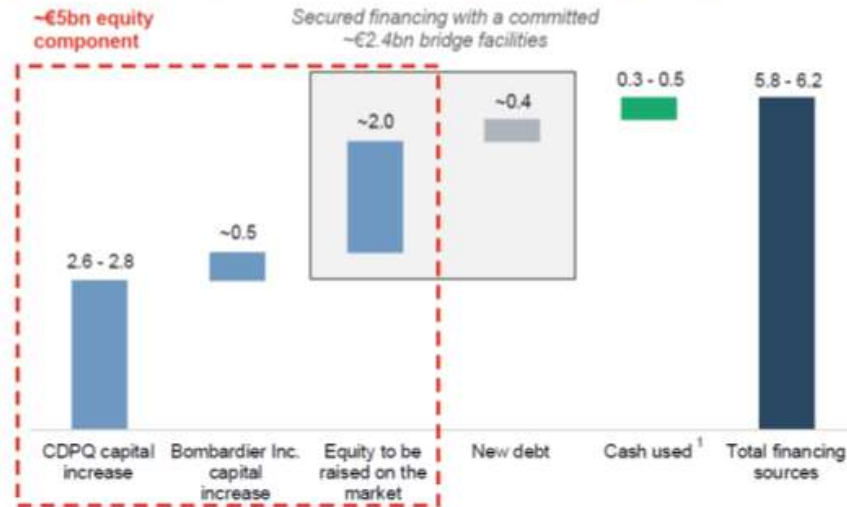 ~€5bn equity
component
Secured financing with a committed
~€2.4bn bridge facilities
2.6 - 2.8
~0.5
~2.0
~0.4
0.3 - 0.5
5.8 - 6.2
CDPQ capital
increase
Bombardier Inc.
capital
increase
Equity to be
raised on the
market
New debt
Cash used 1
Total financing
sources